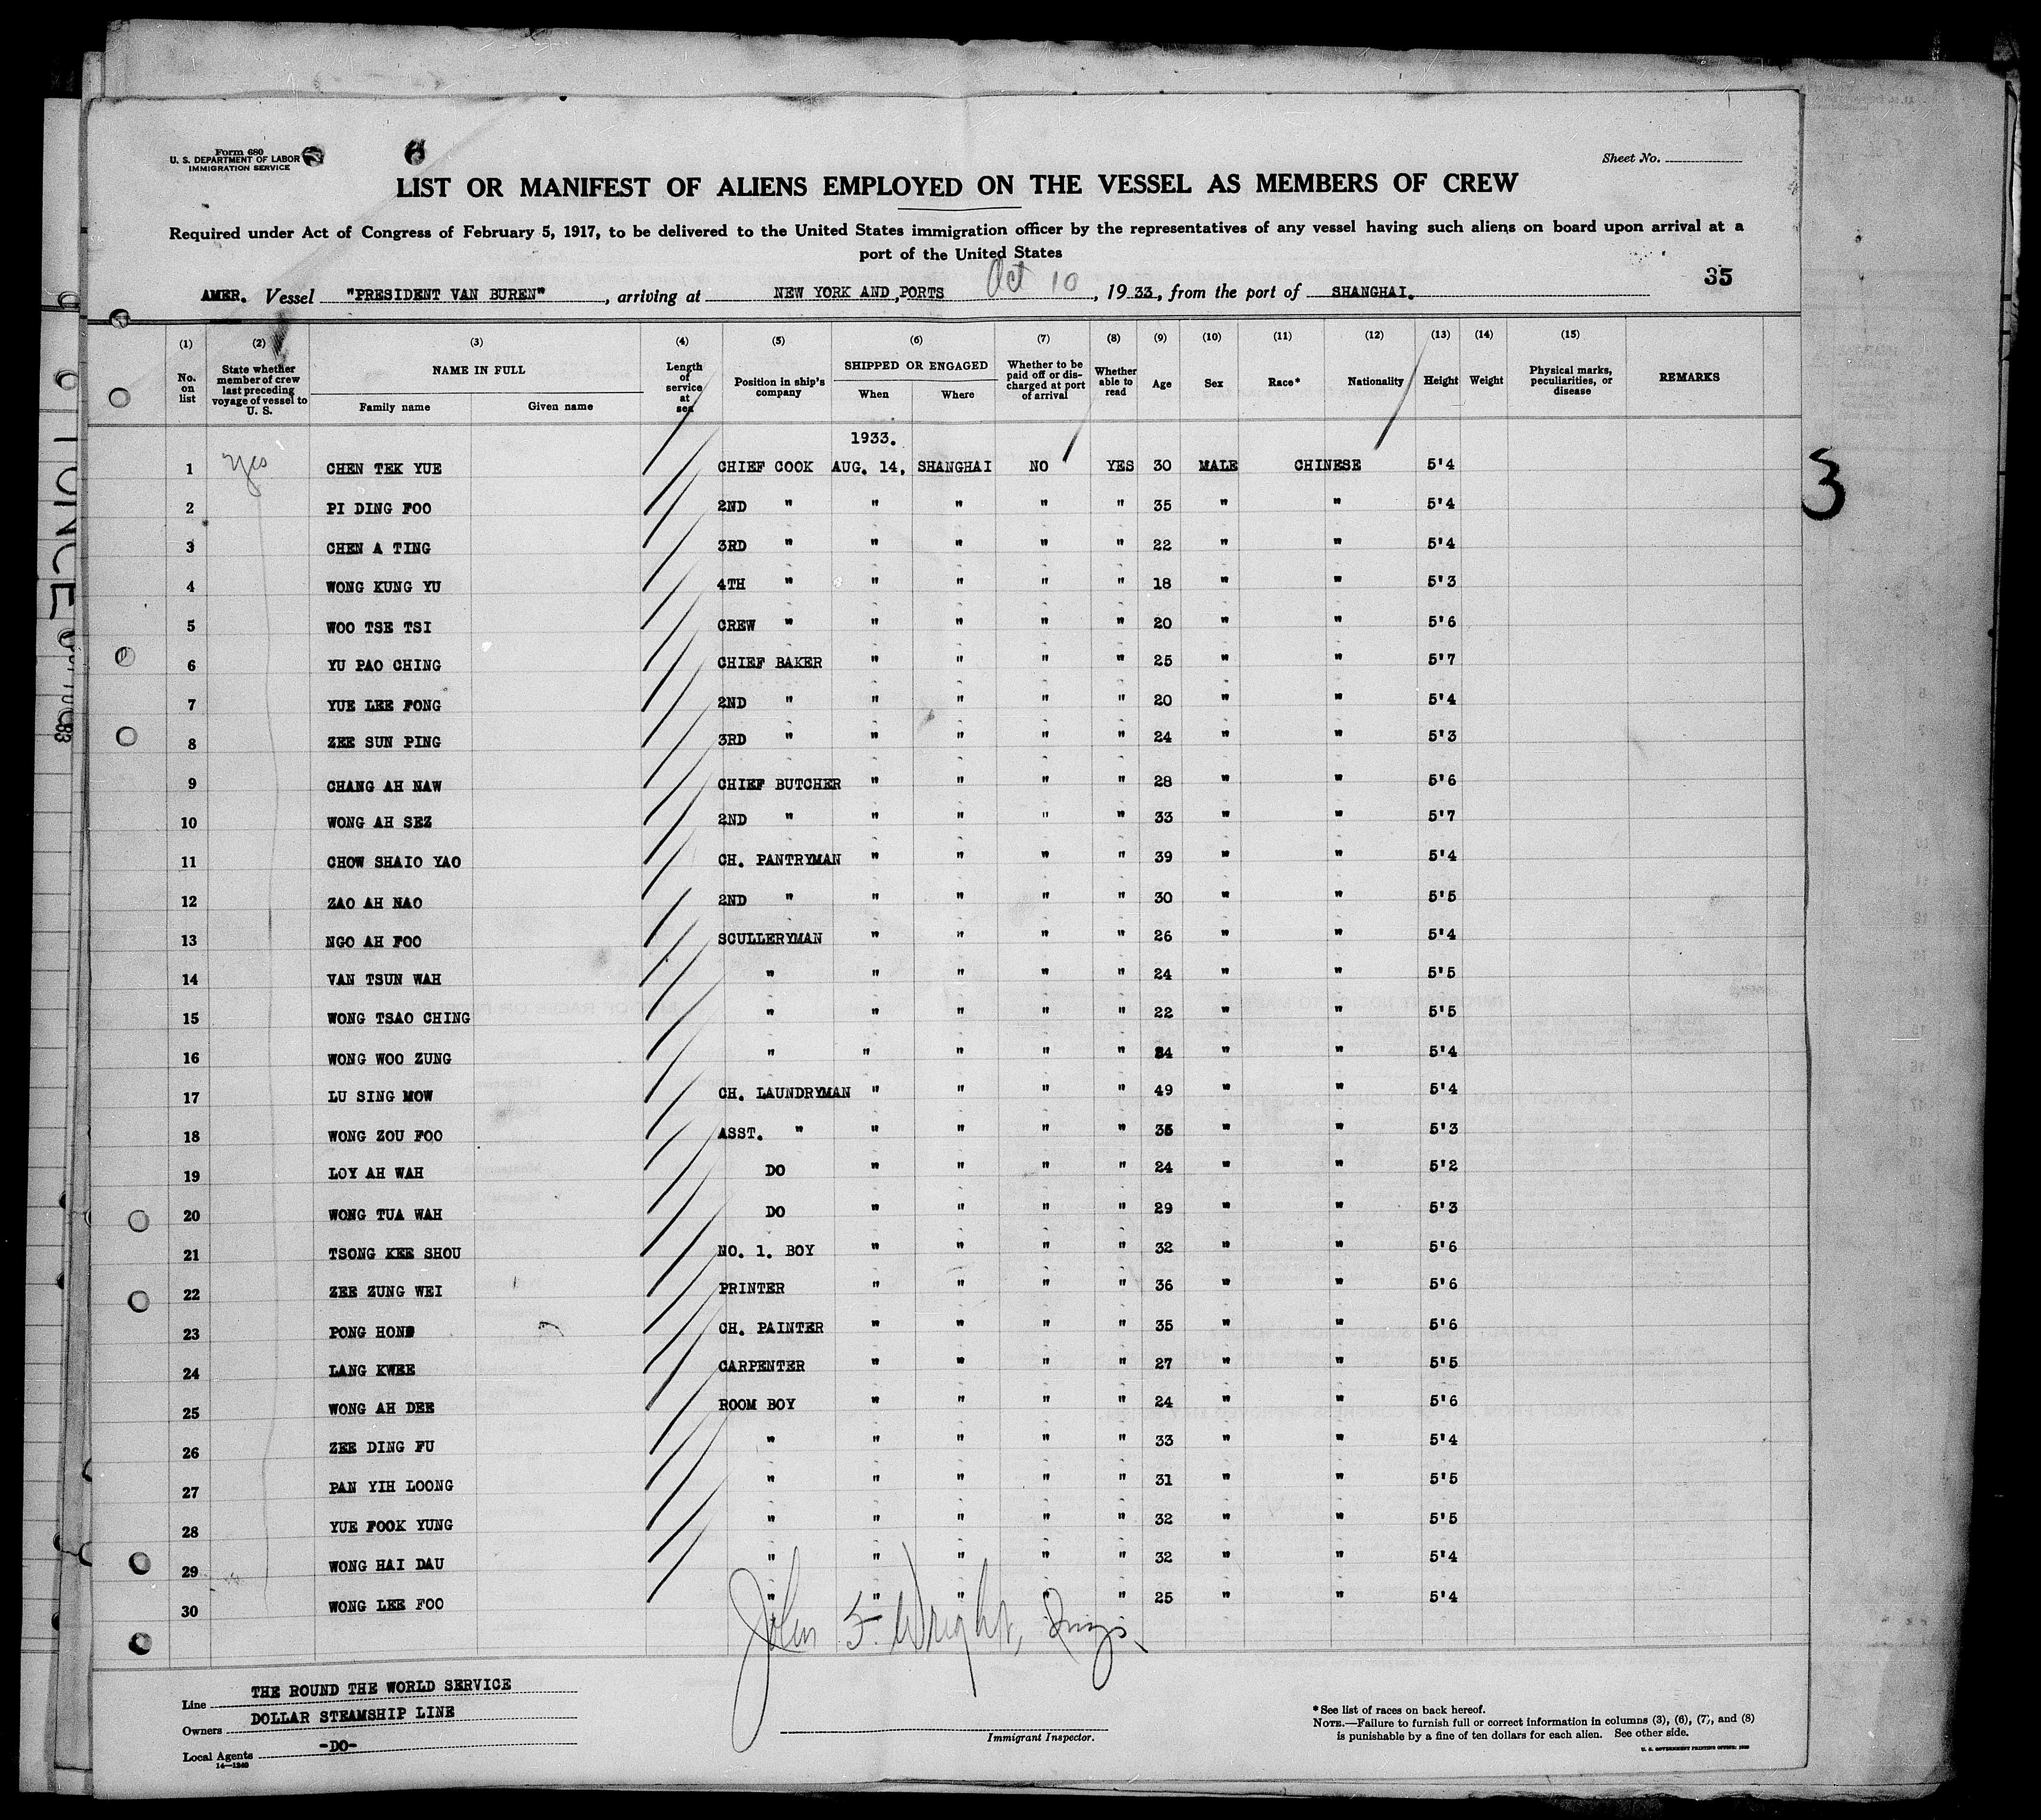 Form 680
U. S. DEPARTMENT OF LABOR
IMMIGRATION SERVICE
Sheet No.
LIST OR MANIFEST OF ALIENS EMPLOYED ON THE VESSEL AS MEMBERS OF CREW
Required under Act of Congress of February 5, 1917, to be delivered to the United States immigration officer by the representatives of any vessel having such aliens on board upon arrival at a
port of the United States
35
AMER. Vessel "PRESIDENT VAN BUREN", arriving at NEW YORK AND PORTS Oct 10, 1933, from the port of SHANGHAI.
(1) (2) (3) (4) (5) (6) (7) (8) (9) (10) (11) (12) (13) (14) (15)
No. on list State whether member of crew last preceding voyage of vessel to U. S. NAME IN FULL Family name Given name Length of service at sea Position in ship's company SHIPPED OR ENGAGED When Where Whether to be paid off or discharged at port of arrival Whether able to read Age Sex Race* Nationality Height Weight Physical marks, peculiarities, or disease REMARKS
1933.
1 Yes CHEN TEK YUE CHIEF COOK AUG. 14, SHANGHAI NO YES 30 MALE CHINESE 5'4
2 PI DING FOO 2ND " " " " " 35 " " 5'4
3 CHEN A TING 3RD " " " " " 22 " " 5'4
4 WONG KUNG YU 4TH " " " " " 18 " " 5'3
5 WOO TSE TSI CREW " " " " " 20 " " 5'6
6 YU PAO CHING CHIEF BAKER " " " " 25 " " 5'7
7 YUE LEE FONG 2ND " " " " " 20 " " 5'4
8 ZEE SUN PING 3RD " " " " " 24 " " 5'3
9 CHANG AH NAW CHIEF BUTCHER " " " " 28 " " 5'6
10 WONG AH SEZ 2ND " " " " " 33 " " 5'7
11 CHOW SHAIO YAO CH. PANTRYMAN " " " " 39 " " 5'4
12 ZAO AH NAO 2ND " " " " " 30 " " 5'5
13 NGO AH FOO SCULLERYMAN " " " " 26 " " 5'4
14 VAN TSUN WAH " " " " " 24 " " 5'5
15 WONG TSAO CHING " " " " " 22 " " 5'5
16 WONG WOO ZUNG " " " " " " " 5'4
17 LU SING MOW CH. LAUNDRYMAN " " " " 49 " " 5'4
18 WONG ZOU FOO ASST. " " " " " " " 5'3
19 LOY AH WAH DO " " " " 24 " " 5'2
20 WONG TUA WAH DO " " " " 29 " " 5'3
21 TSONG KEE SHOU NO. 1. BOY " " " " 32 " " 5'6
22 ZEE ZUNG WEI PRINTER " " " " 36 " " 5'6
23 PONG HONG CH. PAINTER " " " " 35 " " 5'6
24 LANG KWEE CARPENTER " " " " 27 " " 5'5
25 WONG AH DEE ROOM BOY " " " " 24 " " 5'6
26 ZEE DING FU " " " " " 33 " " 5'4
27 PAN YIH LOONG " " " " " 31 " " 5'5
28 YUE FOOK YUNG " " " " " 32 " " 5'5
29 WONG HAI DAU " " " " " 32 " " 5'4
30 WONG LEE FOO " " " " " 25 " " 5'4
3
John F. Wright,
Line THE ROUND THE WORLD SERVICE
Owners DOLLAR STEAMSHIP LINE
Local Agents -DO-
14—1240
Immigrant Inspector.
*See list of races on back hereof.
NOTE.—Failure to furnish full or correct information in columns (3), (6), (7), and (8)
is punishable by a fine of ten dollars for each alien. See other side.